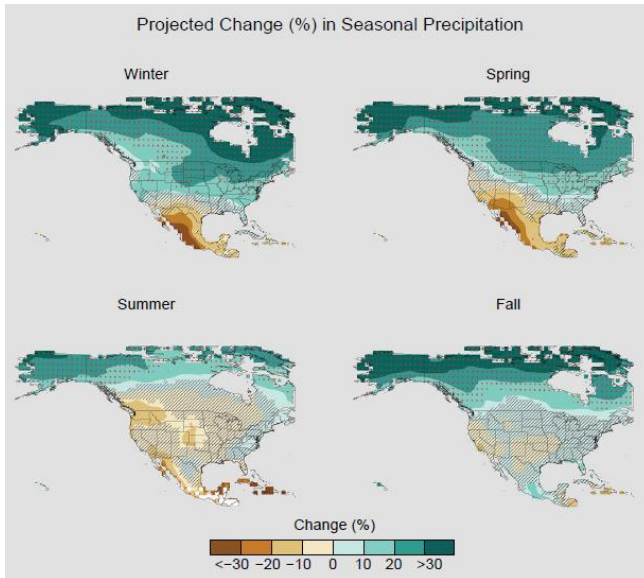 Projected Change (%) in Seasonal Precipitation
Winter
Spring
Summer
Fall
Change (%)
<−30 −20 −10 0 10 20 >30